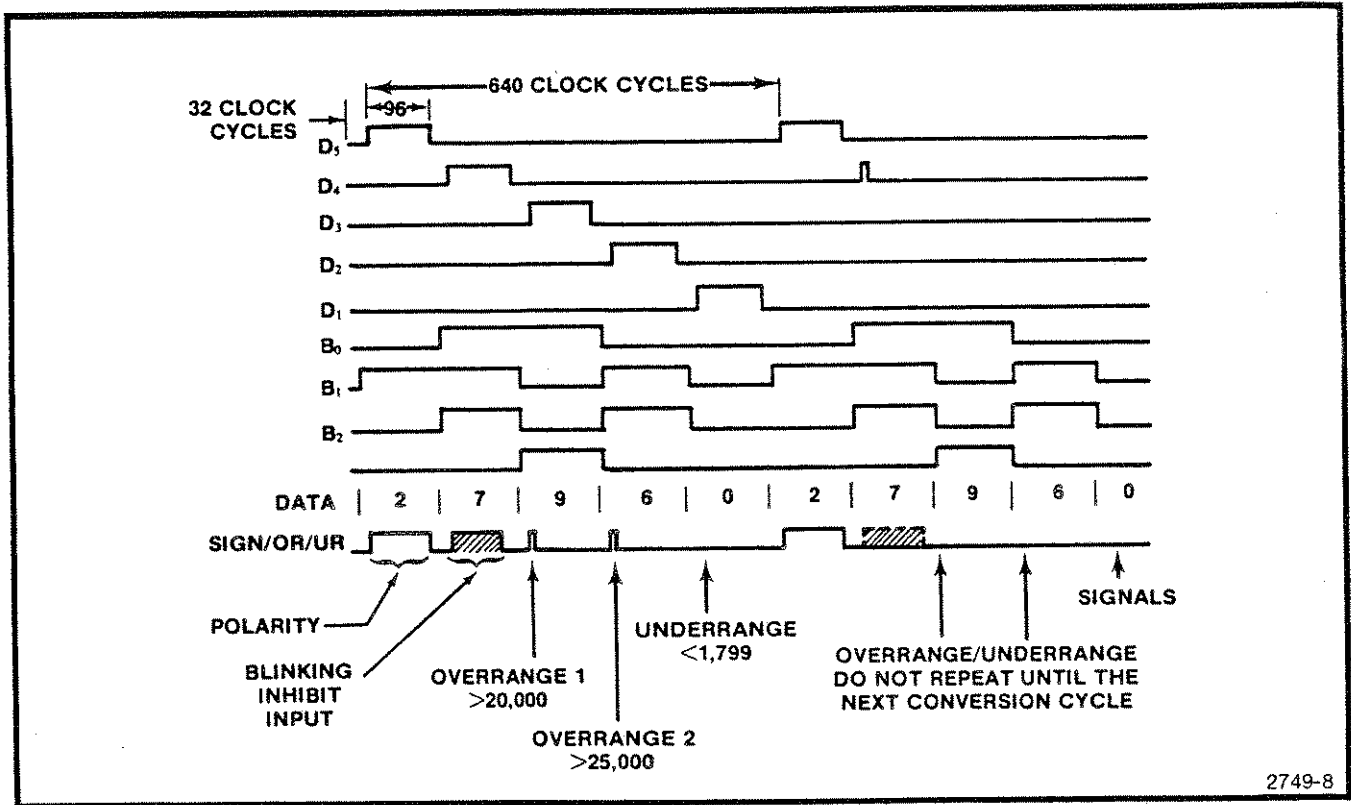 640 CLOCK CYCLES
32 CLOCK CYCLES
96
D₅
D₄
D₃
D₂
D₁
B₀
B₁
B₂
DATA | 2 | 7 | 9 | 6 | 0 | 2 | 7 | 9 | 6 | 0
SIGN/OR/UR
POLARITY
BLINKING
INHIBIT
INPUT
OVERRANGE 1
>20,000
OVERRANGE 2
>25,000
UNDERRANGE
<1,799
OVERRANGE/UNDERRANGE
DO NOT REPEAT UNTIL THE
NEXT CONVERSION CYCLE
SIGNALS
2749-8